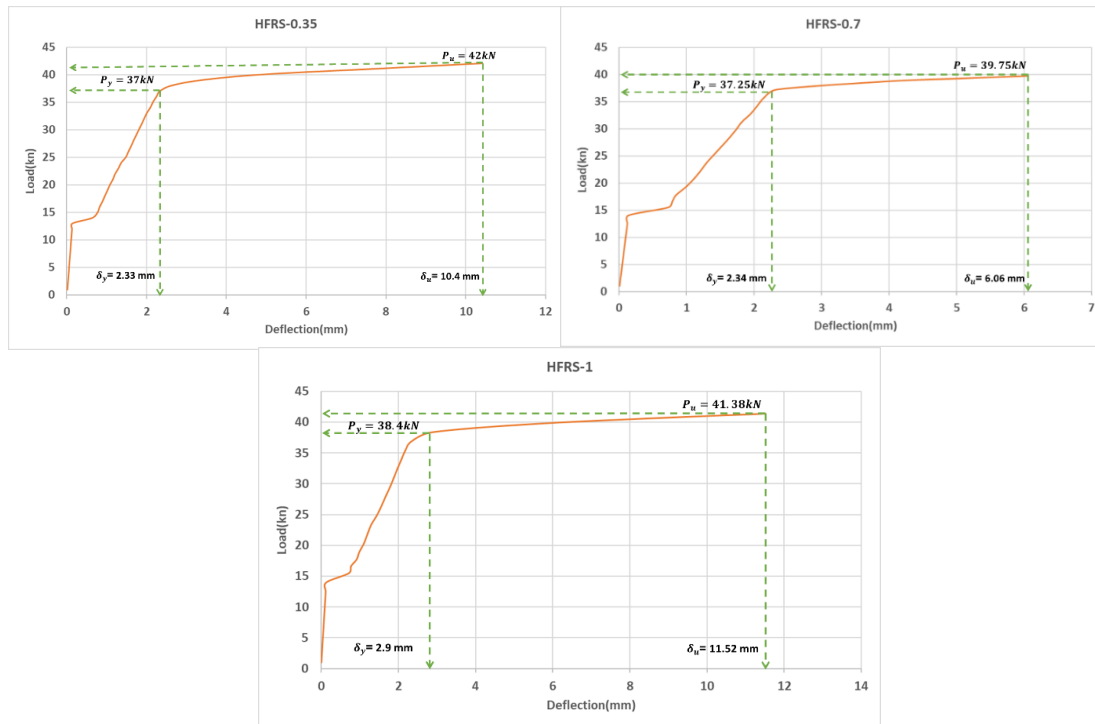 HFRS-0.35
45
40
35
30
25
20
15
10
5
0
Load(kn)
P_u = 42kN
P_y = 37kN
δ_y= 2.33 mm
δ_u= 10.4 mm
0 2 4 6 8 10 12
Deflection(mm)
HFRS-0.7
45
40
35
30
25
20
15
10
5
0
Load(kn)
P_u = 39.75kN
P_y = 37.25kN
δ_y= 2.34 mm
δ_u= 6.06 mm
0 1 2 3 4 5 6 7
Deflection(mm)
HFRS-1
45
40
35
30
25
20
15
10
5
0
Load(kn)
P_u = 41.38kN
P_y = 38.4kN
δ_y= 2.9 mm
δ_u= 11.52 mm
0 2 4 6 8 10 12 14
Deflection(mm)